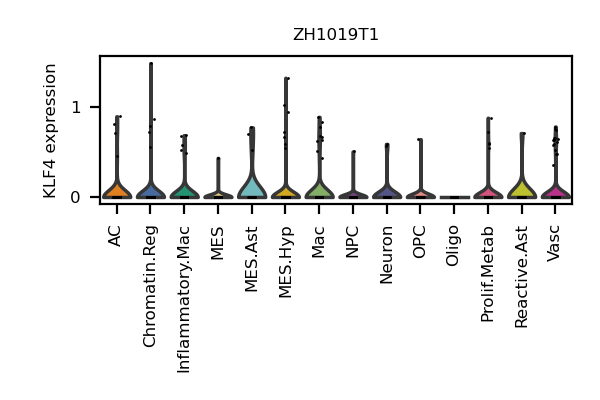 ZH1019T1
KLF4 expression
1
0
AC
Chromatin.Reg
Inflammatory.Mac
MES
MES.Ast
MES.Hyp
Mac
NPC
Neuron
OPC
Oligo
Prolif.Metab
Reactive.Ast
Vasc